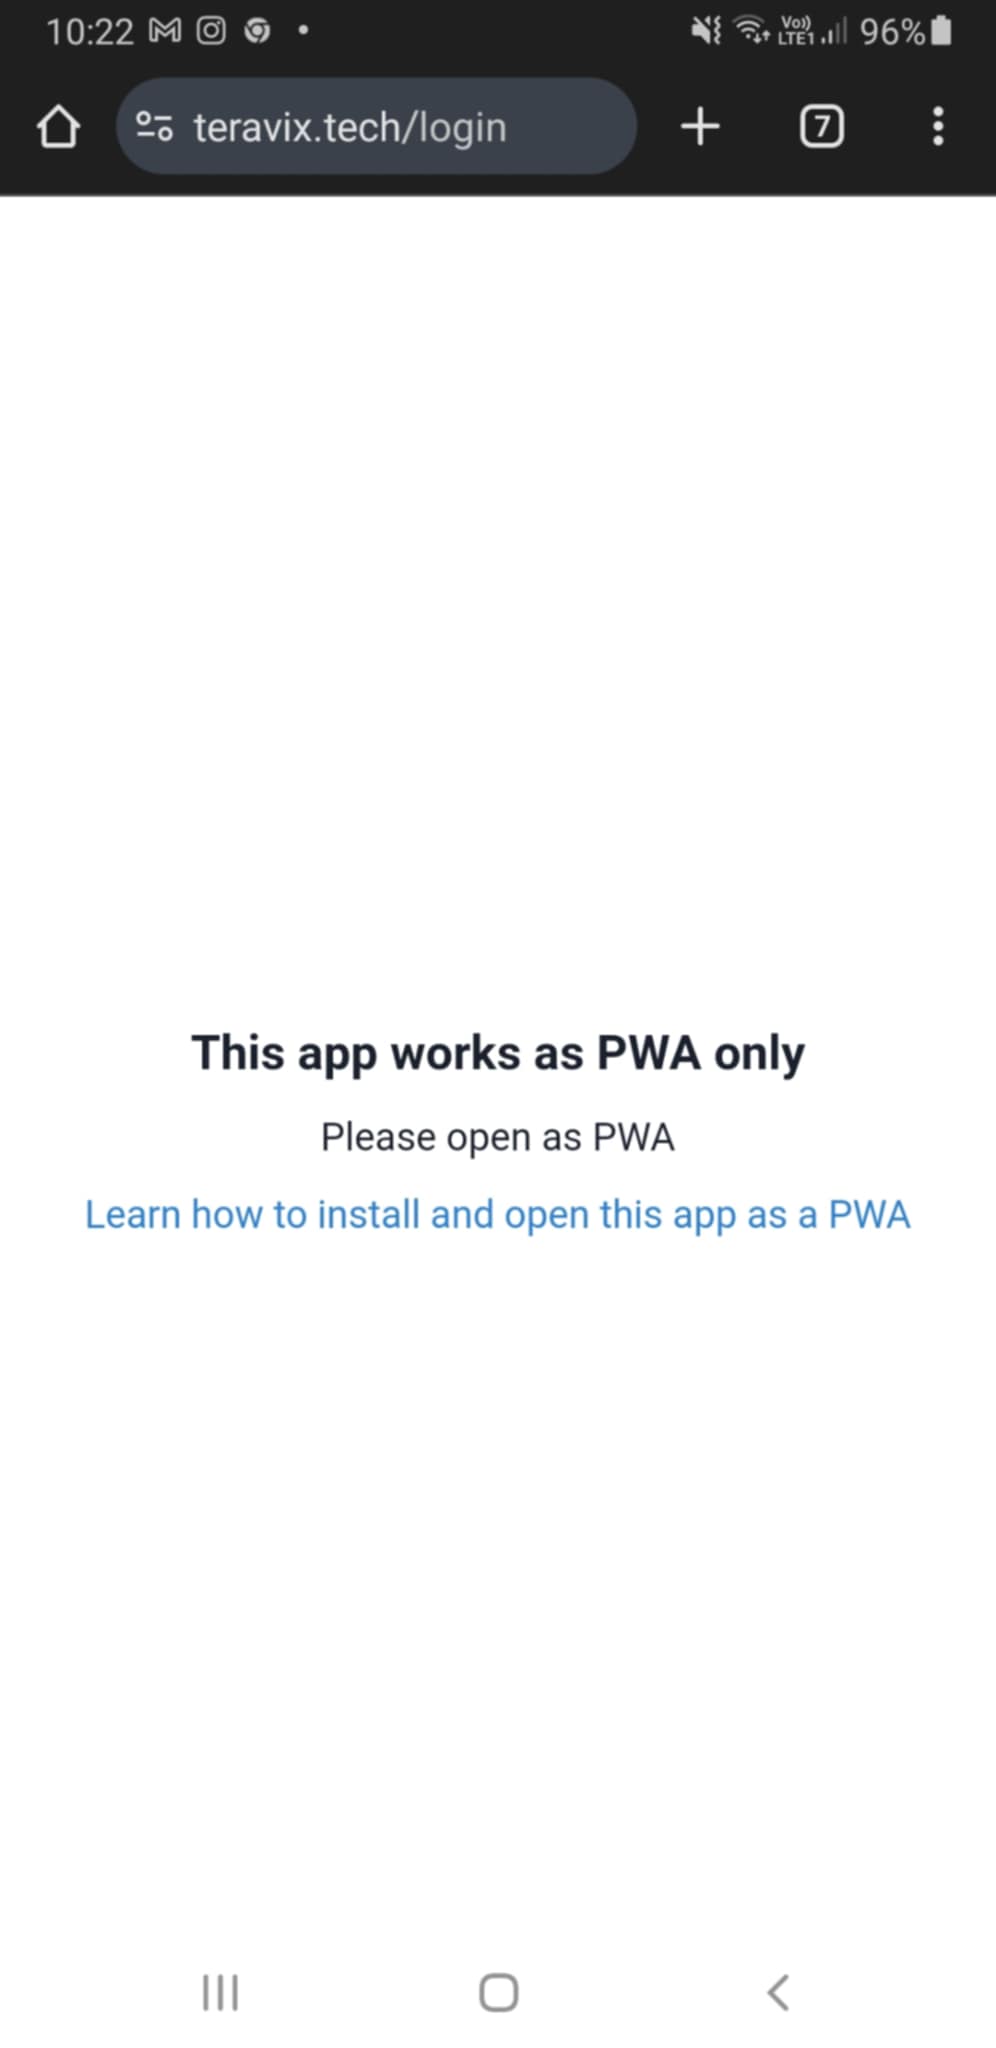 10:22
Vo)) LTE1 96%
teravix.tech/login
7
This app works as PWA only
Please open as PWA
Learn how to install and open this app as a PWA